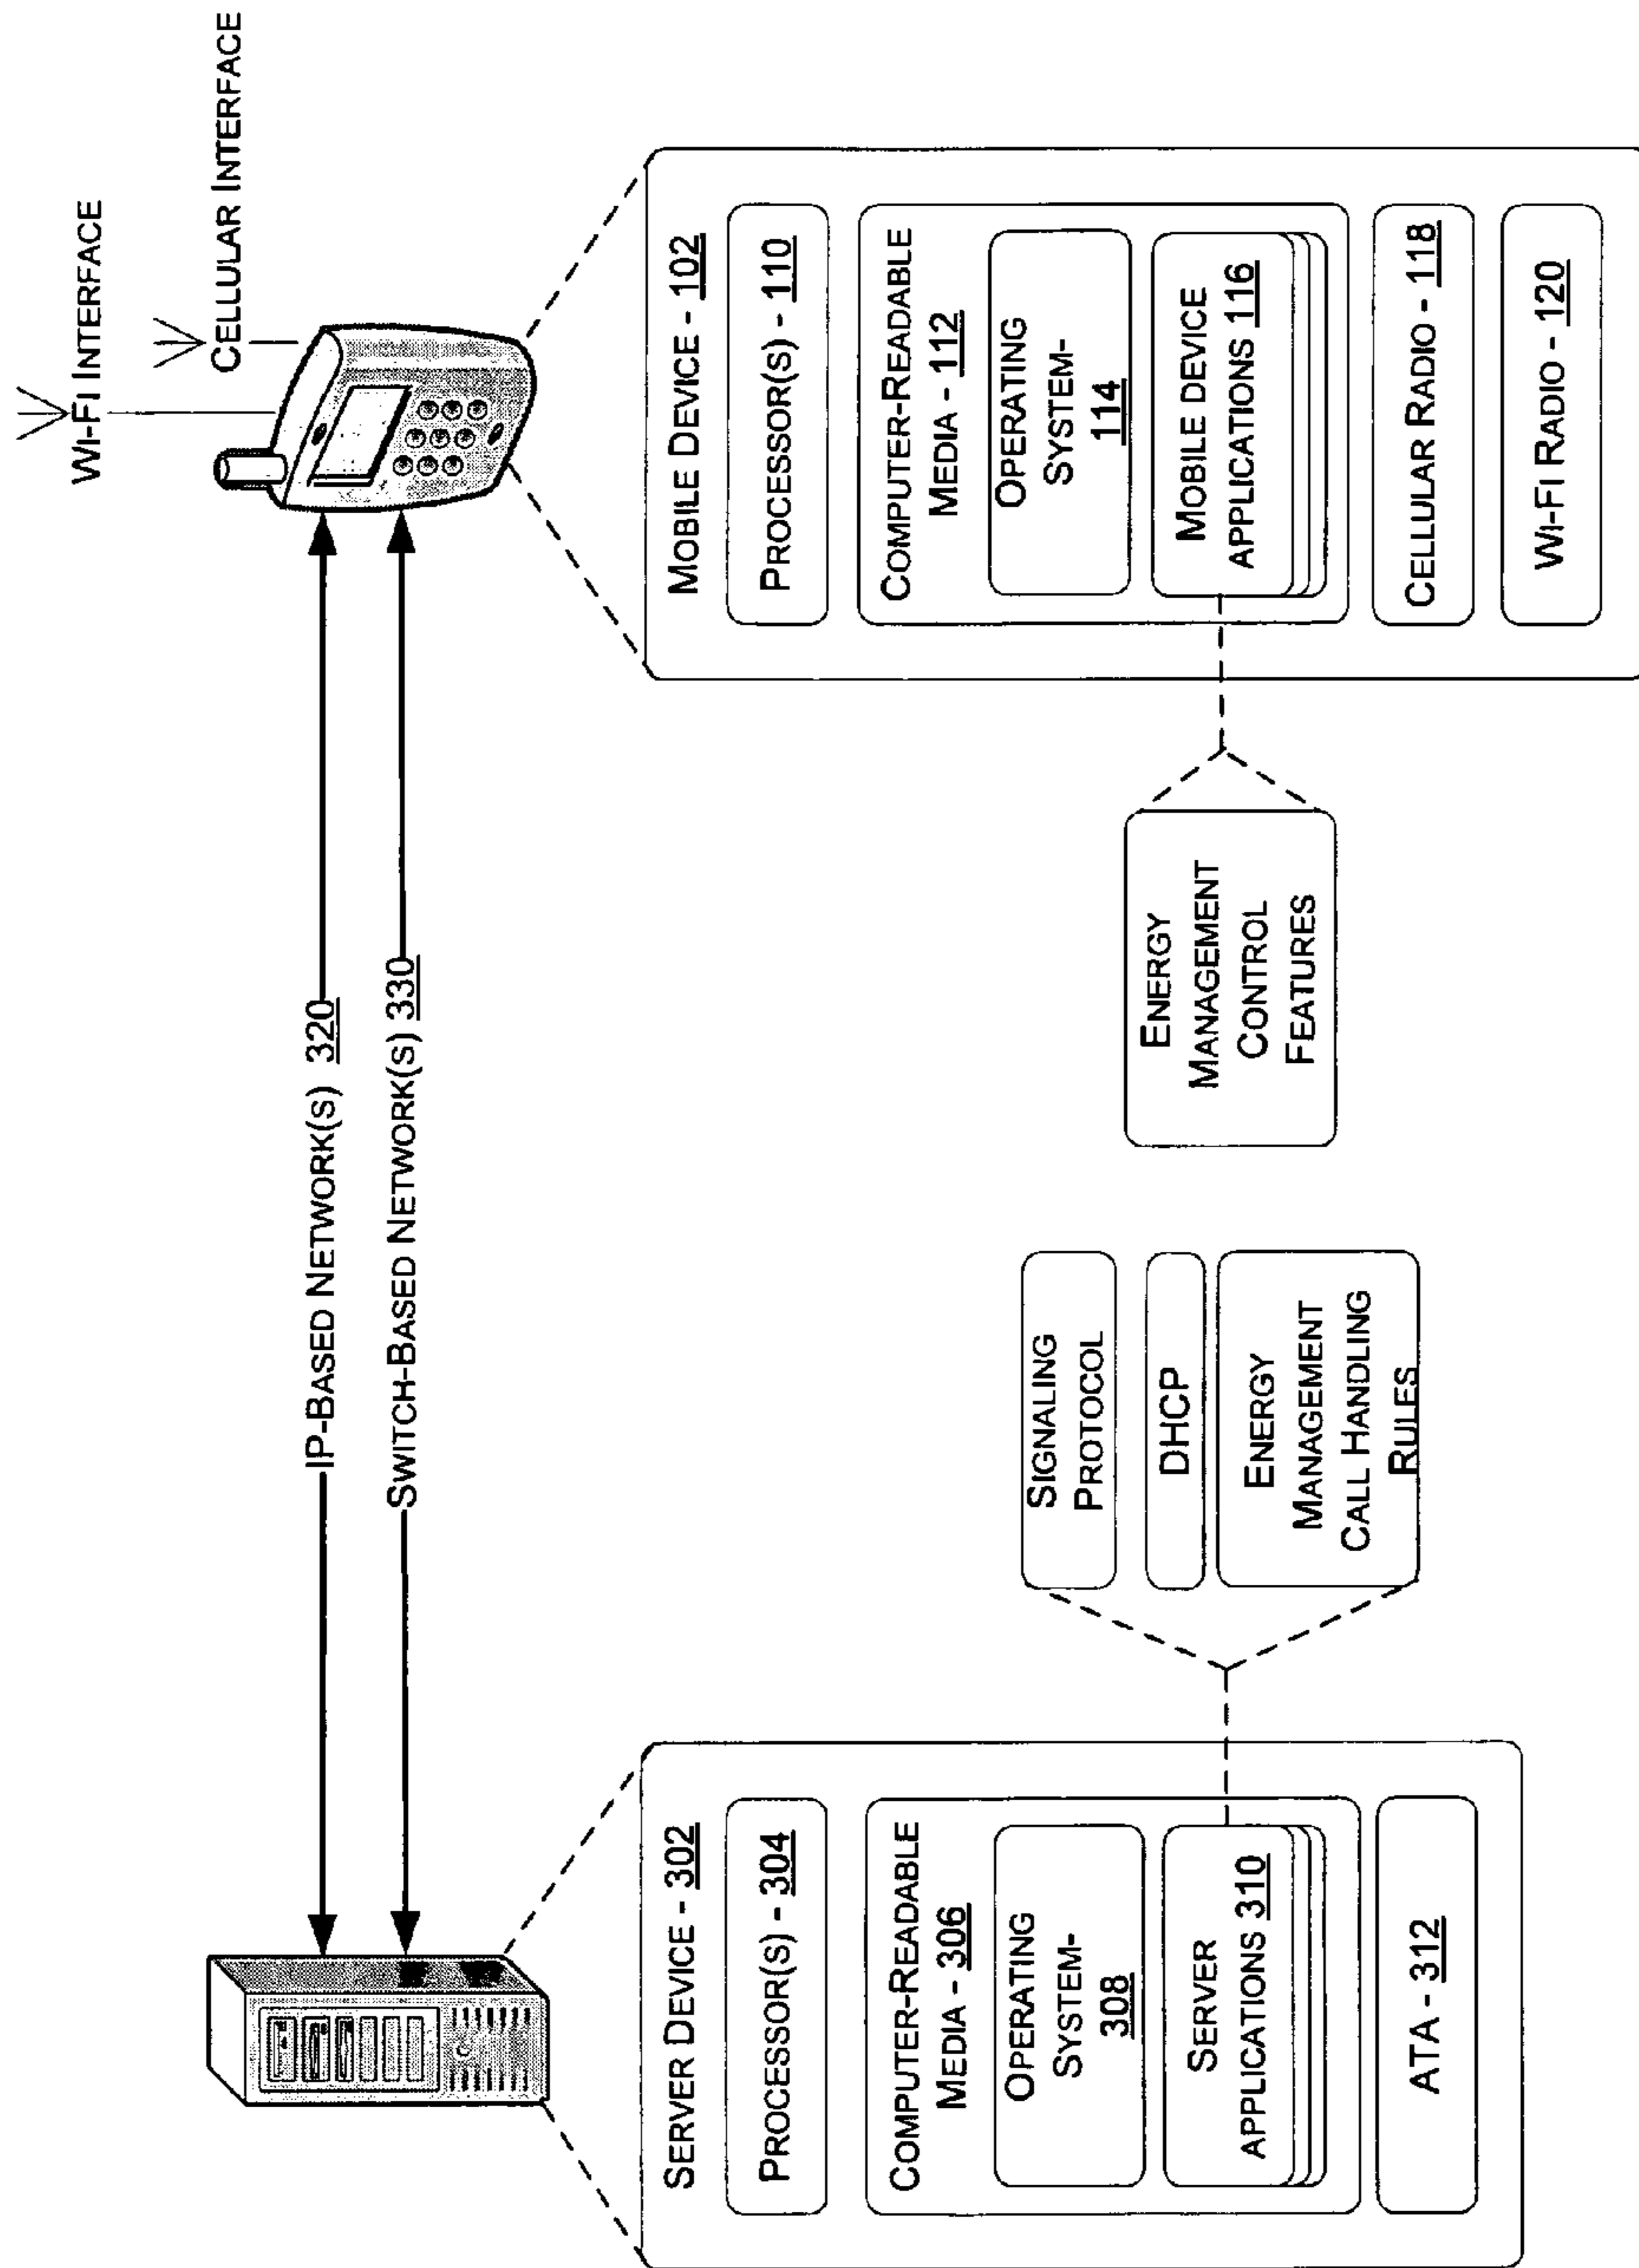 WI-FI INTERFACE
CELLULAR INTERFACE
IP-BASED NETWORK(S) 320
SWITCH-BASED NETWORK(S) 330
SERVER DEVICE - 302
PROCESSOR(S) - 304
COMPUTER-READABLE
MEDIA - 306
OPERATING
SYSTEM-
308
SERVER
APPLICATIONS 310
ATA - 312
SIGNALING
PROTOCOL
DHCP
ENERGY
MANAGEMENT
CALL HANDLING
RULES
ENERGY
MANAGEMENT
CONTROL
FEATURES
MOBILE DEVICE - 102
PROCESSOR(S) - 110
COMPUTER-READABLE
MEDIA - 112
OPERATING
SYSTEM-
114
MOBILE DEVICE
APPLICATIONS 116
CELLULAR RADIO - 118
WI-FI RADIO - 120